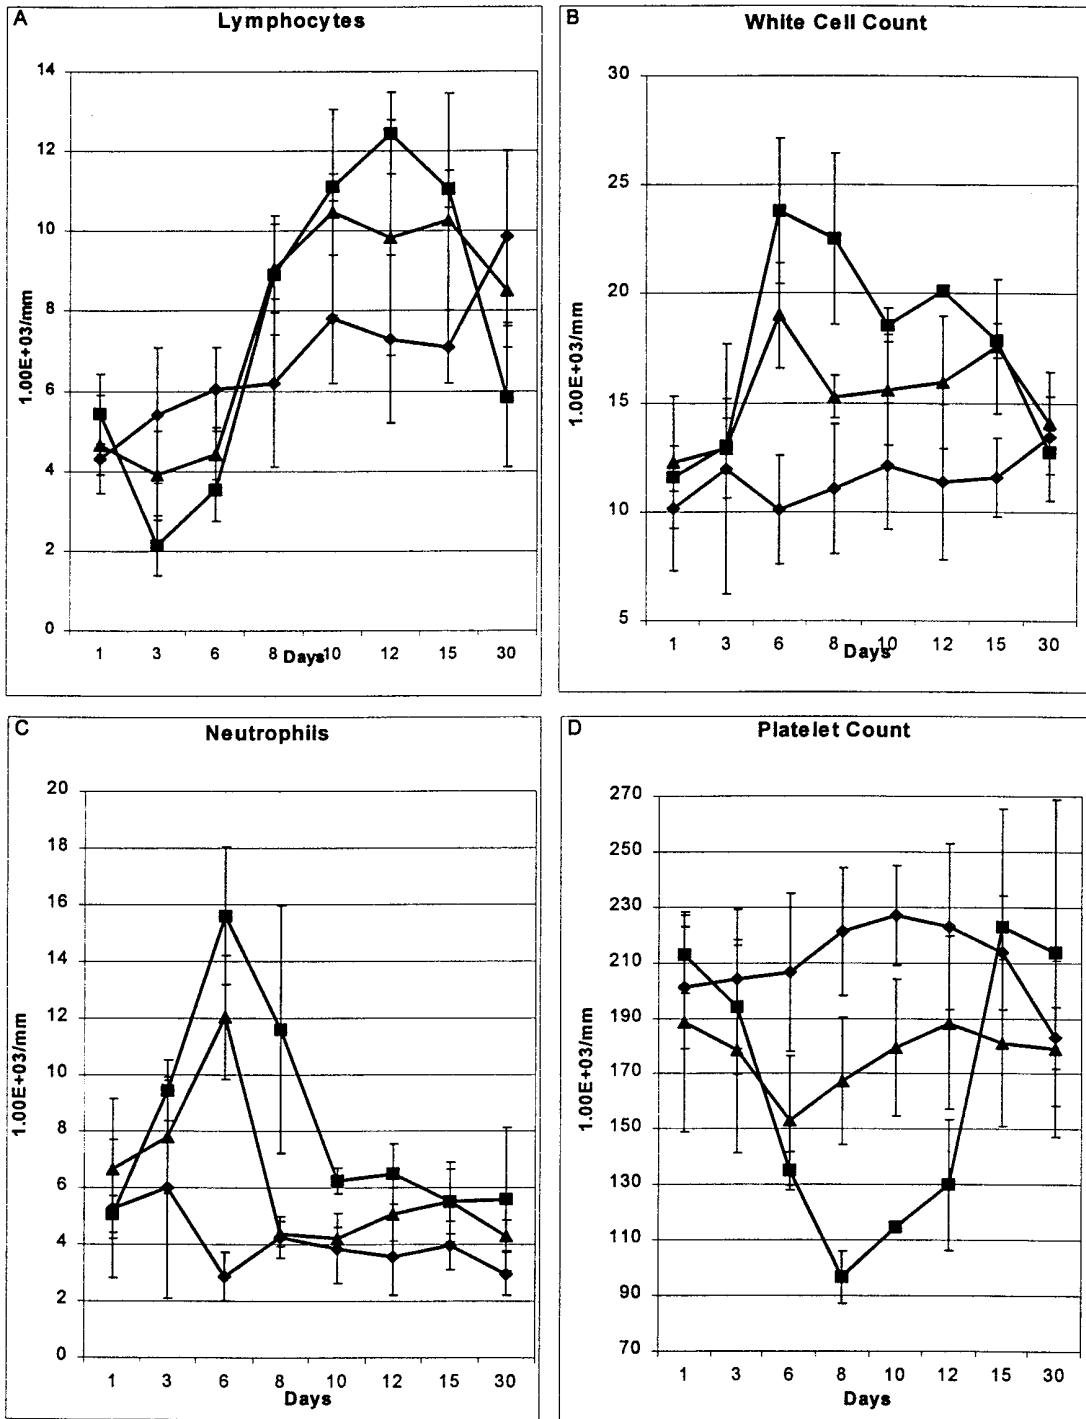 A
Lymphocytes
14
12
10
8
6
4
2
0
1.00E+03/mm
1 3 6 8 10 12 15 30
Days
B
White Cell Count
30
25
20
15
10
5
1.00E+03/mm
1 3 6 8 10 12 15 30
Days
C
Neutrophils
20
18
16
14
12
10
8
6
4
2
0
1.00E+03/mm
1 3 6 8 10 12 15 30
Days
D
Platelet Count
270
250
230
210
190
170
150
130
110
90
70
1.00E+03/mm
1 3 6 8 10 12 15 30
Days